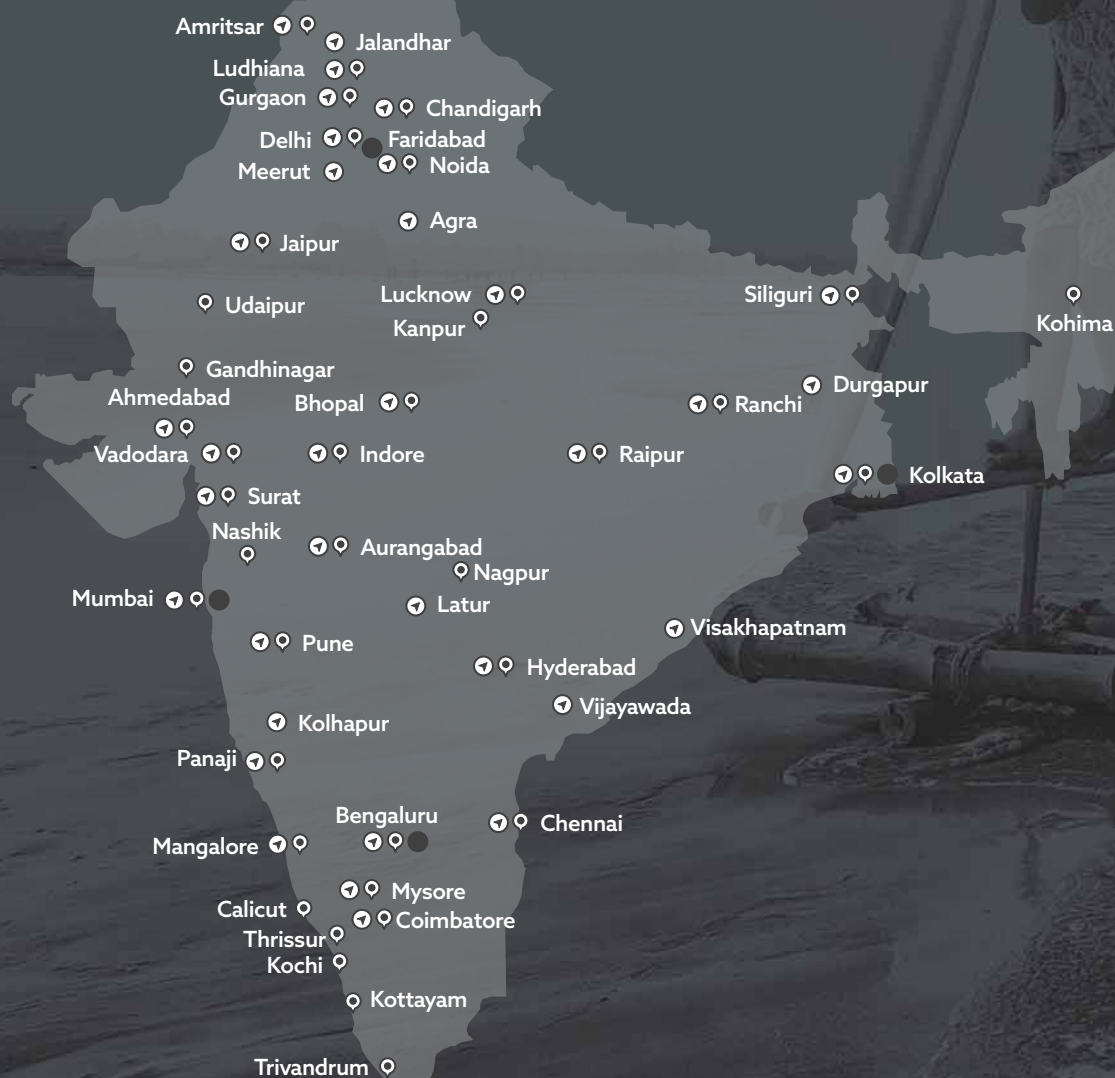 Amritsar
Jalandhar
Ludhiana
Gurgaon
Chandigarh
Delhi
Faridabad
Meerut
Noida
Agra
Jaipur
Lucknow
Siliguri
Udaipur
Kanpur
Kohima
Gandhinagar
Durgapur
Ahmedabad
Bhopal
Ranchi
Vadodara
Indore
Raipur
Kolkata
Surat
Nashik
Aurangabad
Nagpur
Mumbai
Latur
Visakhapatnam
Pune
Hyderabad
Vijayawada
Kolhapur
Panaji
Bengaluru
Chennai
Mangalore
Mysore
Calicut
Coimbatore
Thrissur
Kochi
Kottayam
Trivandrum